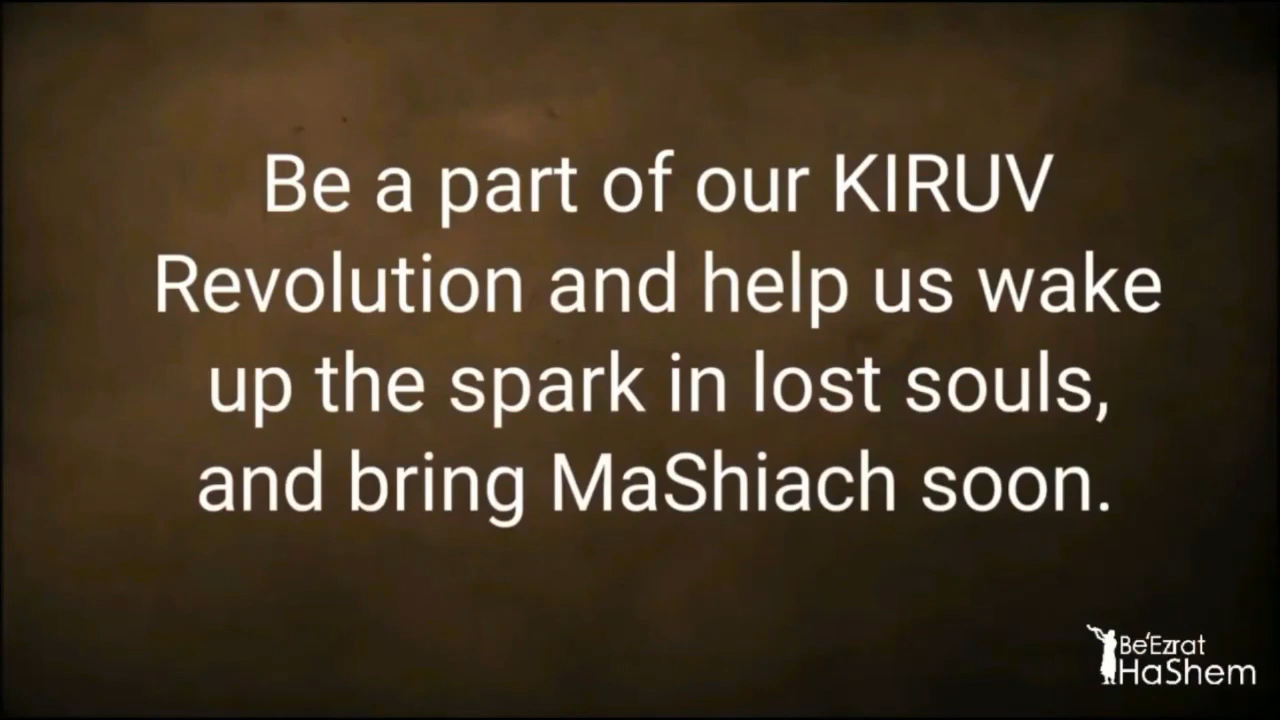 Be a part of our KIRUV
Revolution and help us wake
up the spark in lost souls,
and bring MaShiach soon.
Be'Ezrat
HaShem